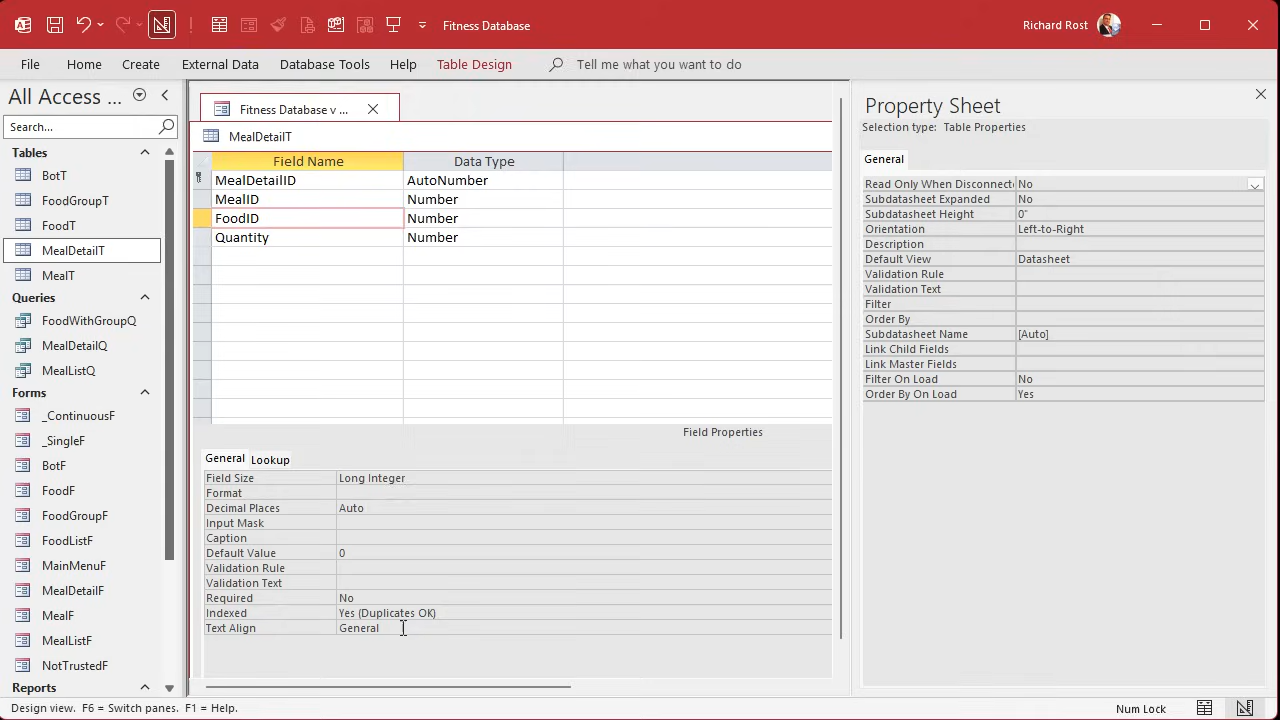 Fitness Database
Richard Rost
File
Home
Create
External Data
Database Tools
Help
Table Design
Tell me what you want to do
All Access ...
Search...
Tables
BotT
FoodGroupT
FoodT
MealDetailT
MealT
Queries
FoodWithGroupQ
MealDetailQ
MealListQ
Forms
_ContinuousF
_SingleF
BotF
FoodF
FoodGroupF
FoodListF
MainMenuF
MealDetailF
MealF
MealListF
NotTrustedF
Reports
Fitness Database v ...
MealDetailT
Field Name Data Type
MealDetailID AutoNumber
MealID Number
FoodID Number
Quantity Number
Field Properties
General Lookup
Field Size Long Integer
Format
Decimal Places Auto
Input Mask
Caption
Default Value 0
Validation Rule
Validation Text
Required No
Indexed Yes (Duplicates OK)
Text Align General
Property Sheet
Selection type: Table Properties
General
Read Only When Disconnect No
Subdatasheet Expanded No
Subdatasheet Height 0"
Orientation Left-to-Right
Description
Default View Datasheet
Validation Rule
Validation Text
Filter
Order By
Subdatasheet Name [Auto]
Link Child Fields
Link Master Fields
Filter On Load No
Order By On Load Yes
Design view. F6 = Switch panes. F1 = Help.
Num Lock